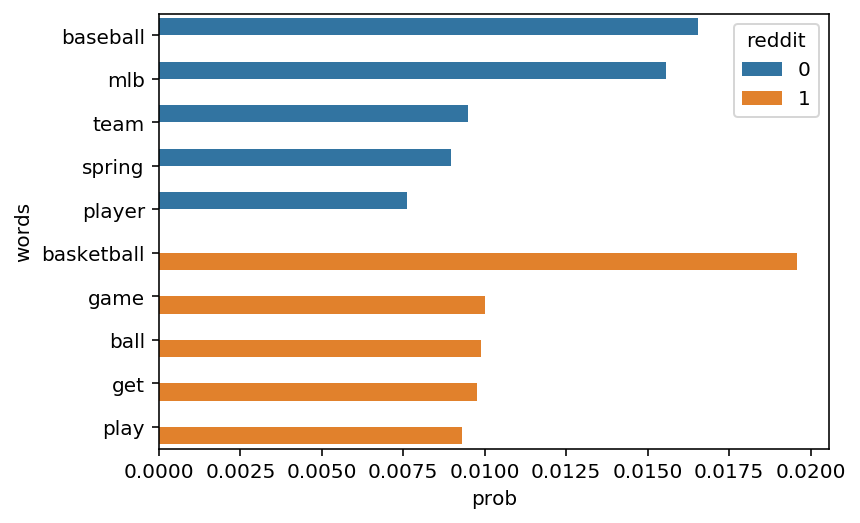 baseball
mlb
team
spring
player
basketball
game
ball
get
play
words
reddit
0
1
0.0000 0.0025 0.0050 0.0075 0.0100 0.0125 0.0150 0.0175 0.0200
prob